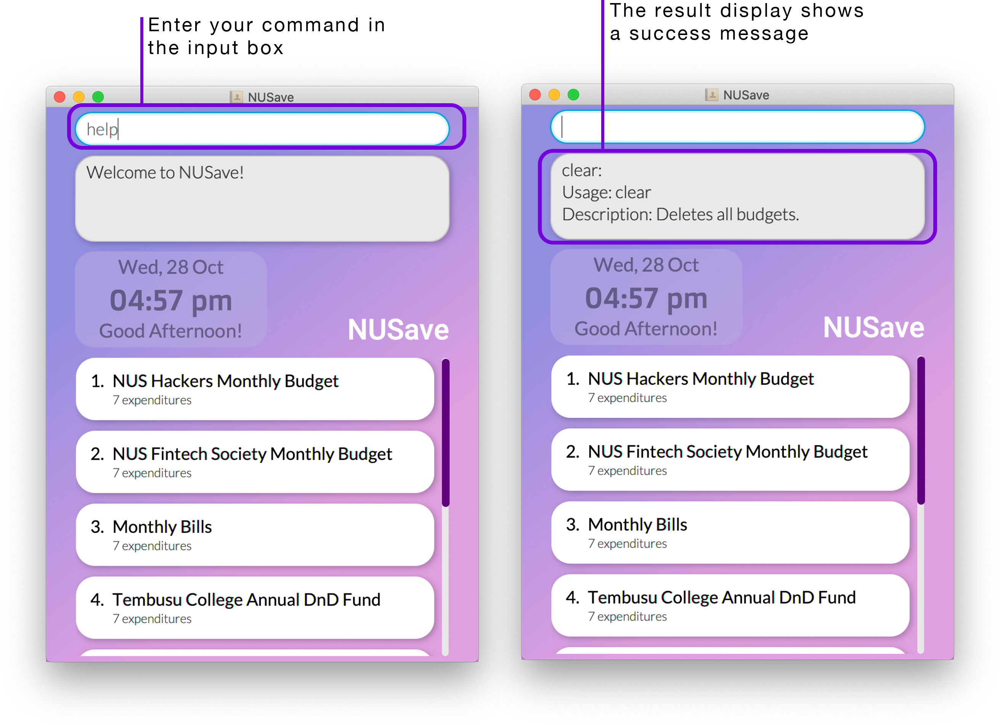 Enter your command in
the input box
NUSave
help
Welcome to NUSave!
Wed, 28 Oct
04:57 pm
Good Afternoon!
NUSave
1. NUS Hackers Monthly Budget
7 expenditures
2. NUS Fintech Society Monthly Budget
7 expenditures
3. Monthly Bills
7 expenditures
4. Tembusu College Annual DnD Fund
7 expenditures
The result display shows
a success message
NUSave
clear:
Usage: clear
Description: Deletes all budgets.
Wed, 28 Oct
04:57 pm
Good Afternoon!
NUSave
1. NUS Hackers Monthly Budget
7 expenditures
2. NUS Fintech Society Monthly Budget
7 expenditures
3. Monthly Bills
7 expenditures
4. Tembusu College Annual DnD Fund
7 expenditures